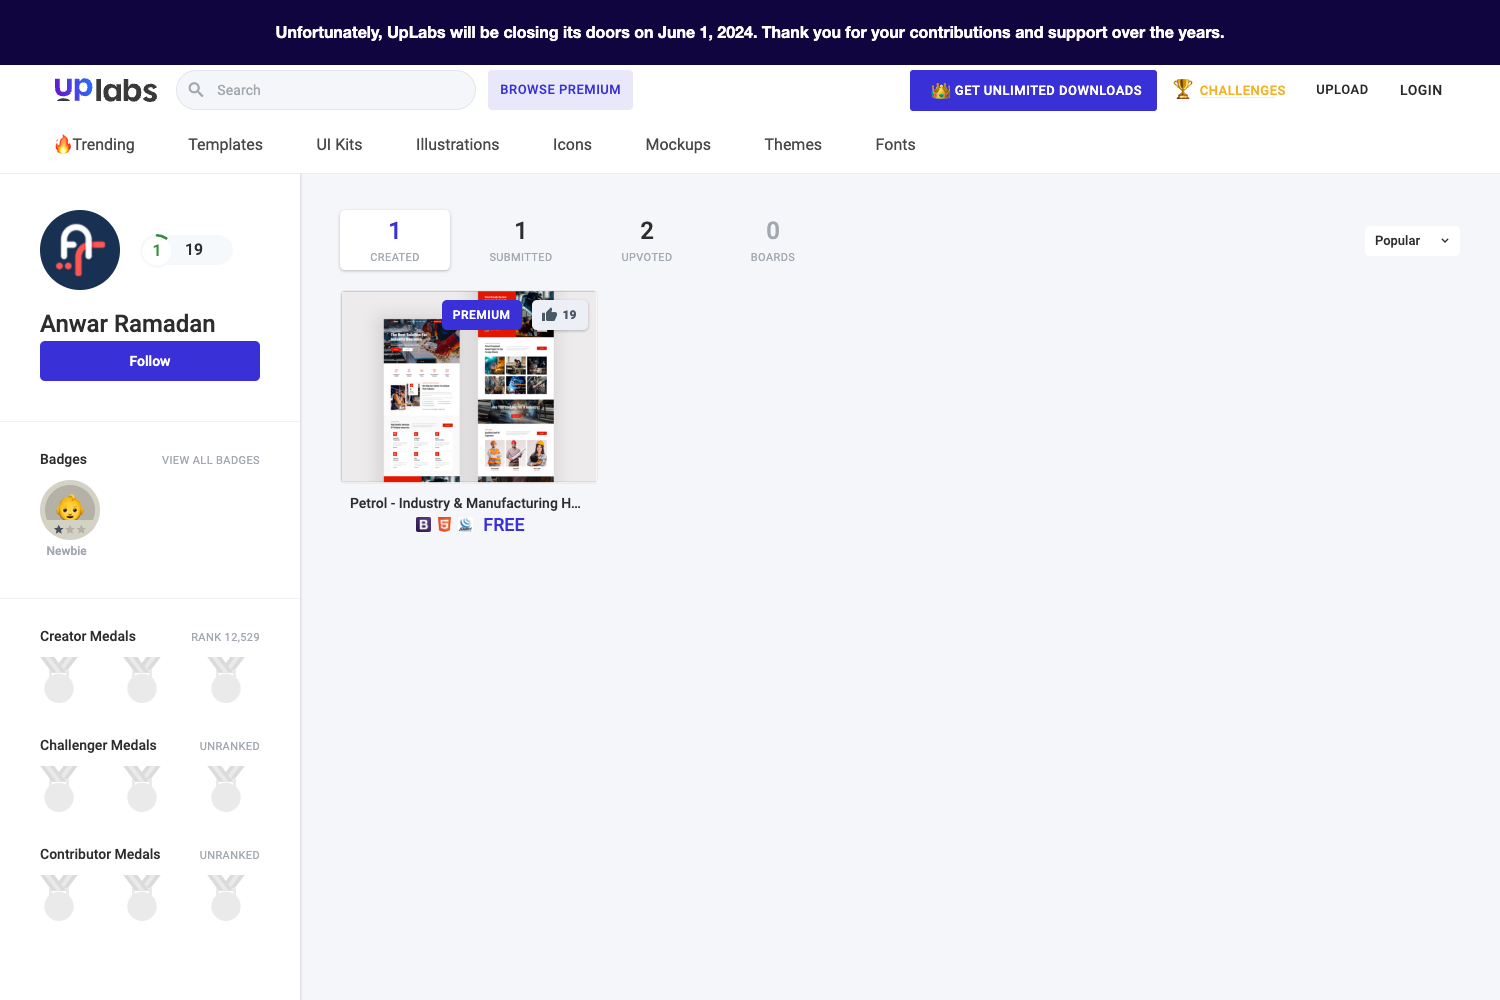 Unfortunately, UpLabs will be closing its doors on June 1, 2024. Thank you for your contributions and support over the years.
uplabs Search BROWSE PREMIUM GET UNLIMITED DOWNLOADS CHALLENGES UPLOAD LOGIN
Trending Templates UI Kits Illustrations Icons Mockups Themes Fonts
1 19
Anwar Ramadan
Follow
Badges VIEW ALL BADGES
Newbie
Creator Medals RANK 12,529
Challenger Medals UNRANKED
Contributor Medals UNRANKED
1 1 2 0
CREATED SUBMITTED UPVOTED BOARDS
Popular
PREMIUM 19
Petrol - Industry & Manufacturing H...
FREE